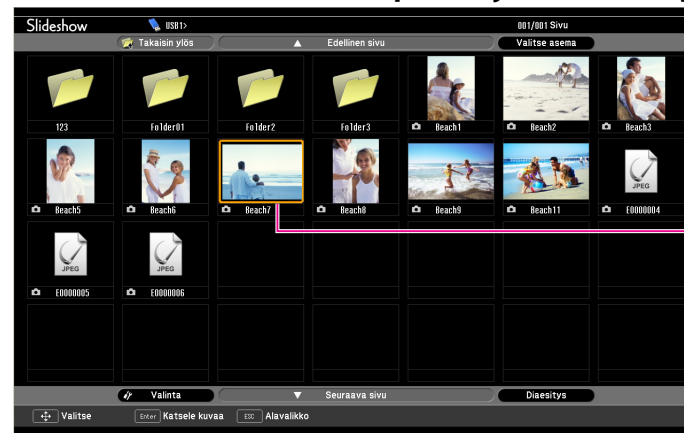 Slideshow USB1> 001/001 Sivu
Takaisin ylös ▲ Edellinen sivu Valitse asema
123 Folder01 Folder2 Folder3 Beach1 Beach2 Beach3
JPEG
Beach5 Beach6 Beach7 Beach8 Beach9 Beach11 E0000004
JPEG JPEG
E0000005 E0000006
Valinta ▼ Seuraava sivu Diaesitys
Valitse Enter Katsele kuvaa ESC Alavalikko